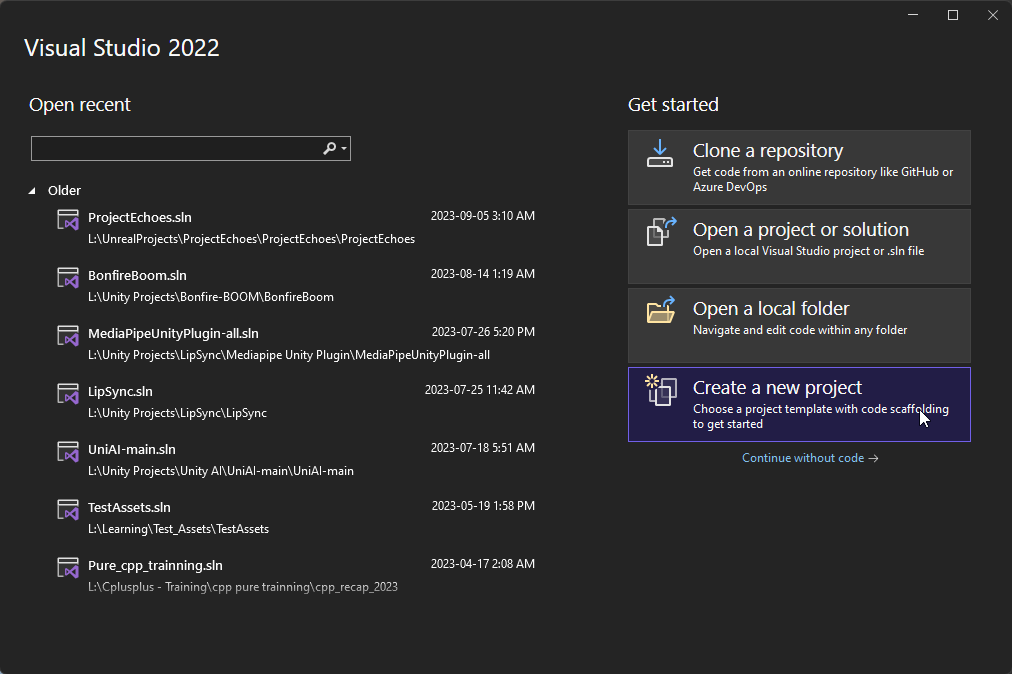 Visual Studio 2022
Open recent
Older
ProjectEchoes.sln 2023-09-05 3:10 AM
L:\UnrealProjects\ProjectEchoes\ProjectEchoes\ProjectEchoes
BonfireBoom.sln 2023-08-14 1:19 AM
L:\Unity Projects\Bonfire-BOOM\BonfireBoom
MediaPipeUnityPlugin-all.sln 2023-07-26 5:20 PM
L:\Unity Projects\LipSync\Mediapipe Unity Plugin\MediaPipeUnityPlugin-all
LipSync.sln 2023-07-25 11:42 AM
L:\Unity Projects\LipSync\LipSync
UniAI-main.sln 2023-07-18 5:51 AM
L:\Unity Projects\Unity AI\UniAI-main\UniAI-main
TestAssets.sln 2023-05-19 1:58 PM
L:\Learning\Test_Assets\TestAssets
Pure_cpp_trainning.sln 2023-04-17 2:08 AM
L:\Cplusplus - Training\cpp pure trainning\cpp_recap_2023
Get started
Clone a repository
Get code from an online repository like GitHub or
Azure DevOps
Open a project or solution
Open a local Visual Studio project or .sln file
Open a local folder
Navigate and edit code within any folder
Create a new project
Choose a project template with code scaffolding
to get started
Continue without code →